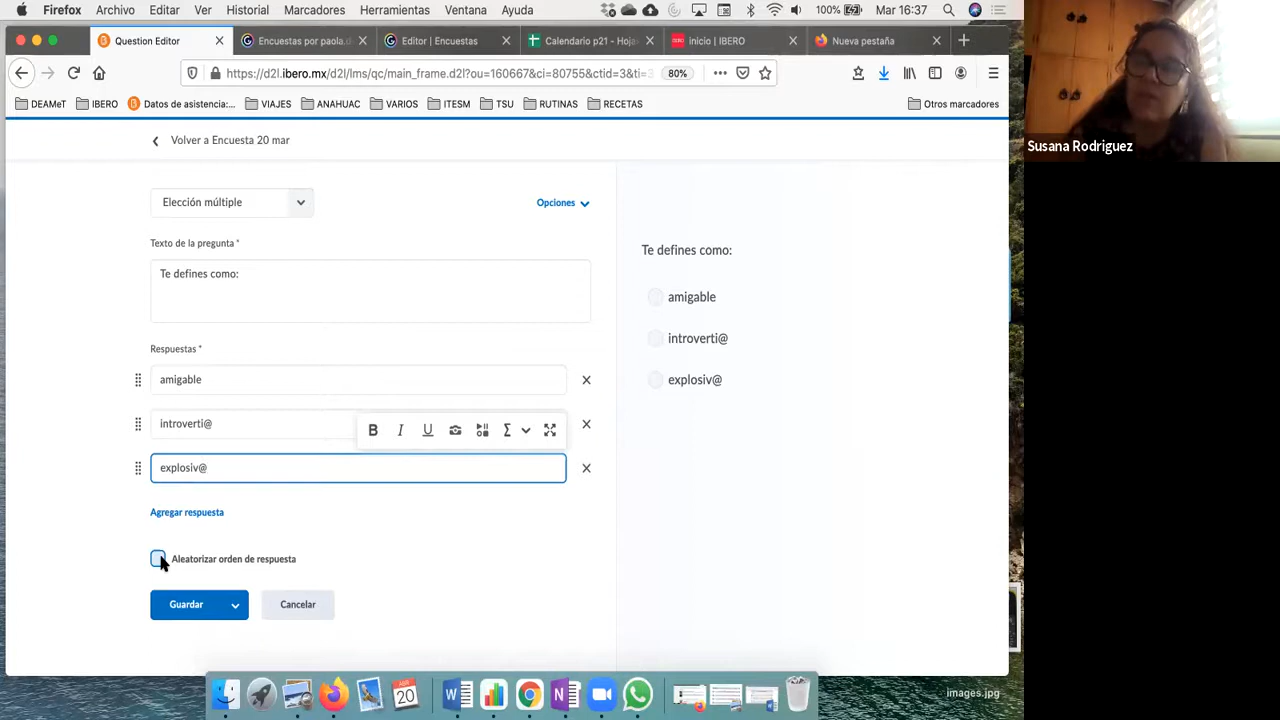 Firefox Archivo Editar Ver Historial Marcadores Herramientas Ventana Ayuda 100% Mar 16:37
Question Editor Encuestas por paola.d Editor | Encuestas Calendario p21 - Hoja inicio | IBERO Nueva pestaña
https://d2l.ibero.mx/d2l/lms/qc/main_frame.d2l?ou=160667&ci=80755&ctid=3&ti=3 80%
DEAMeT IBERO Datos de asistencia:... VIAJES ANAHUAC VARIOS ITESM TSU RUTINAS RECETAS Otros marcadores
Volver a Encuesta 20 mar
Elección múltiple Opciones
Texto de la pregunta *
Te defines como:
Respuestas *
amigable
introverti@
explosiv@
Agregar respuesta
Aleatorizar orden de respuesta
Guardar Cancelar
Te defines como:
amigable
introverti@
explosiv@
Susana Rodriguez
20
images.jpg